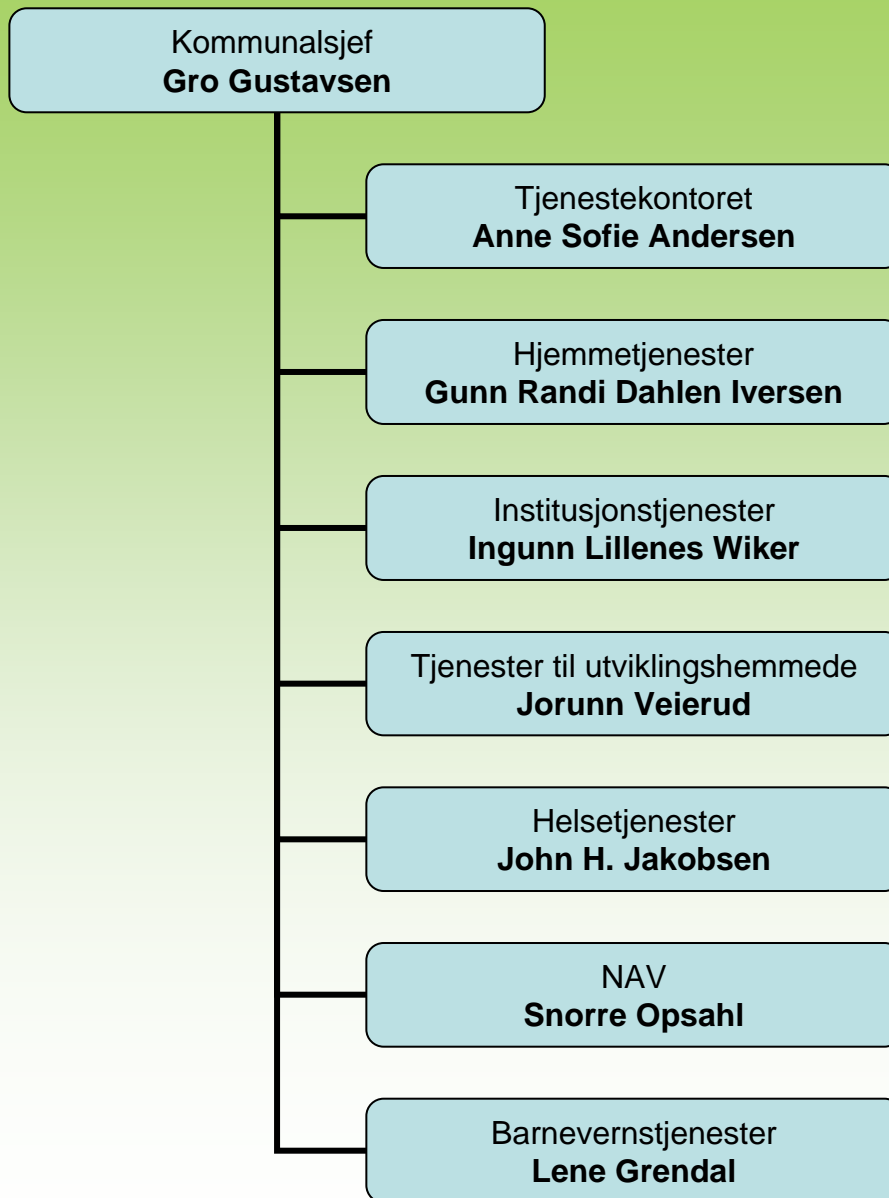 Kommunalsjef
Gro Gustavsen
Tjenestekontoret
Anne Sofie Andersen
Hjemmetjenester
Gunn Randi Dahlen Iversen
Institusjonstjenester
Ingunn Lillenes Wiker
Tjenester til utviklingshemmede
Jorunn Veierud
Helsetjenester
John H. Jakobsen
NAV
Snorre Opsahl
Barnevernstjenester
Lene Grendal